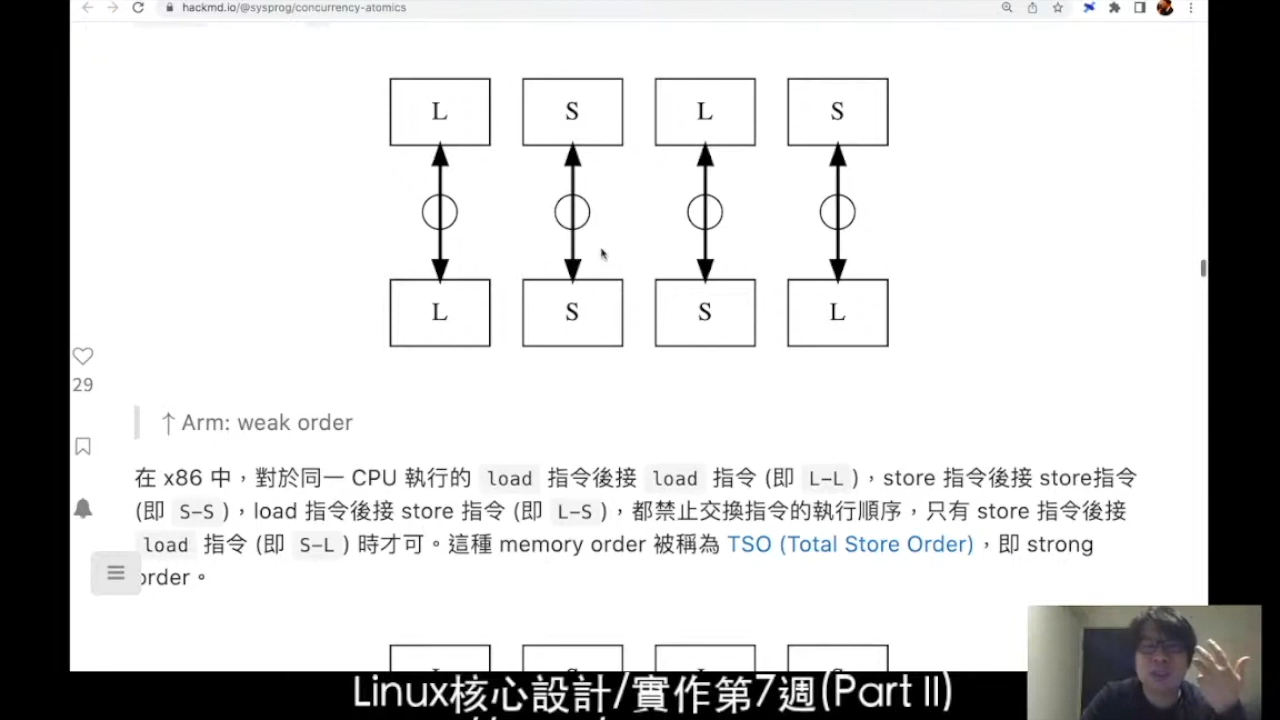 hackmd.io/@sysprog/concurrency-atomics
L S L S
L S S L
29
↑ Arm: weak order
在 x86 中，對於同一 CPU 執行的 load 指令後接 load 指令 (即 L-L)，store 指令後接 store指令
(即 S-S)，load 指令後接 store 指令 (即 L-S)，都禁止交換指令的執行順序，只有 store 指令後接
load 指令 (即 S-L) 時才可。這種 memory order 被稱為 TSO (Total Store Order)，即 strong
order。
Linux核心設計/實作第7週(Part II)